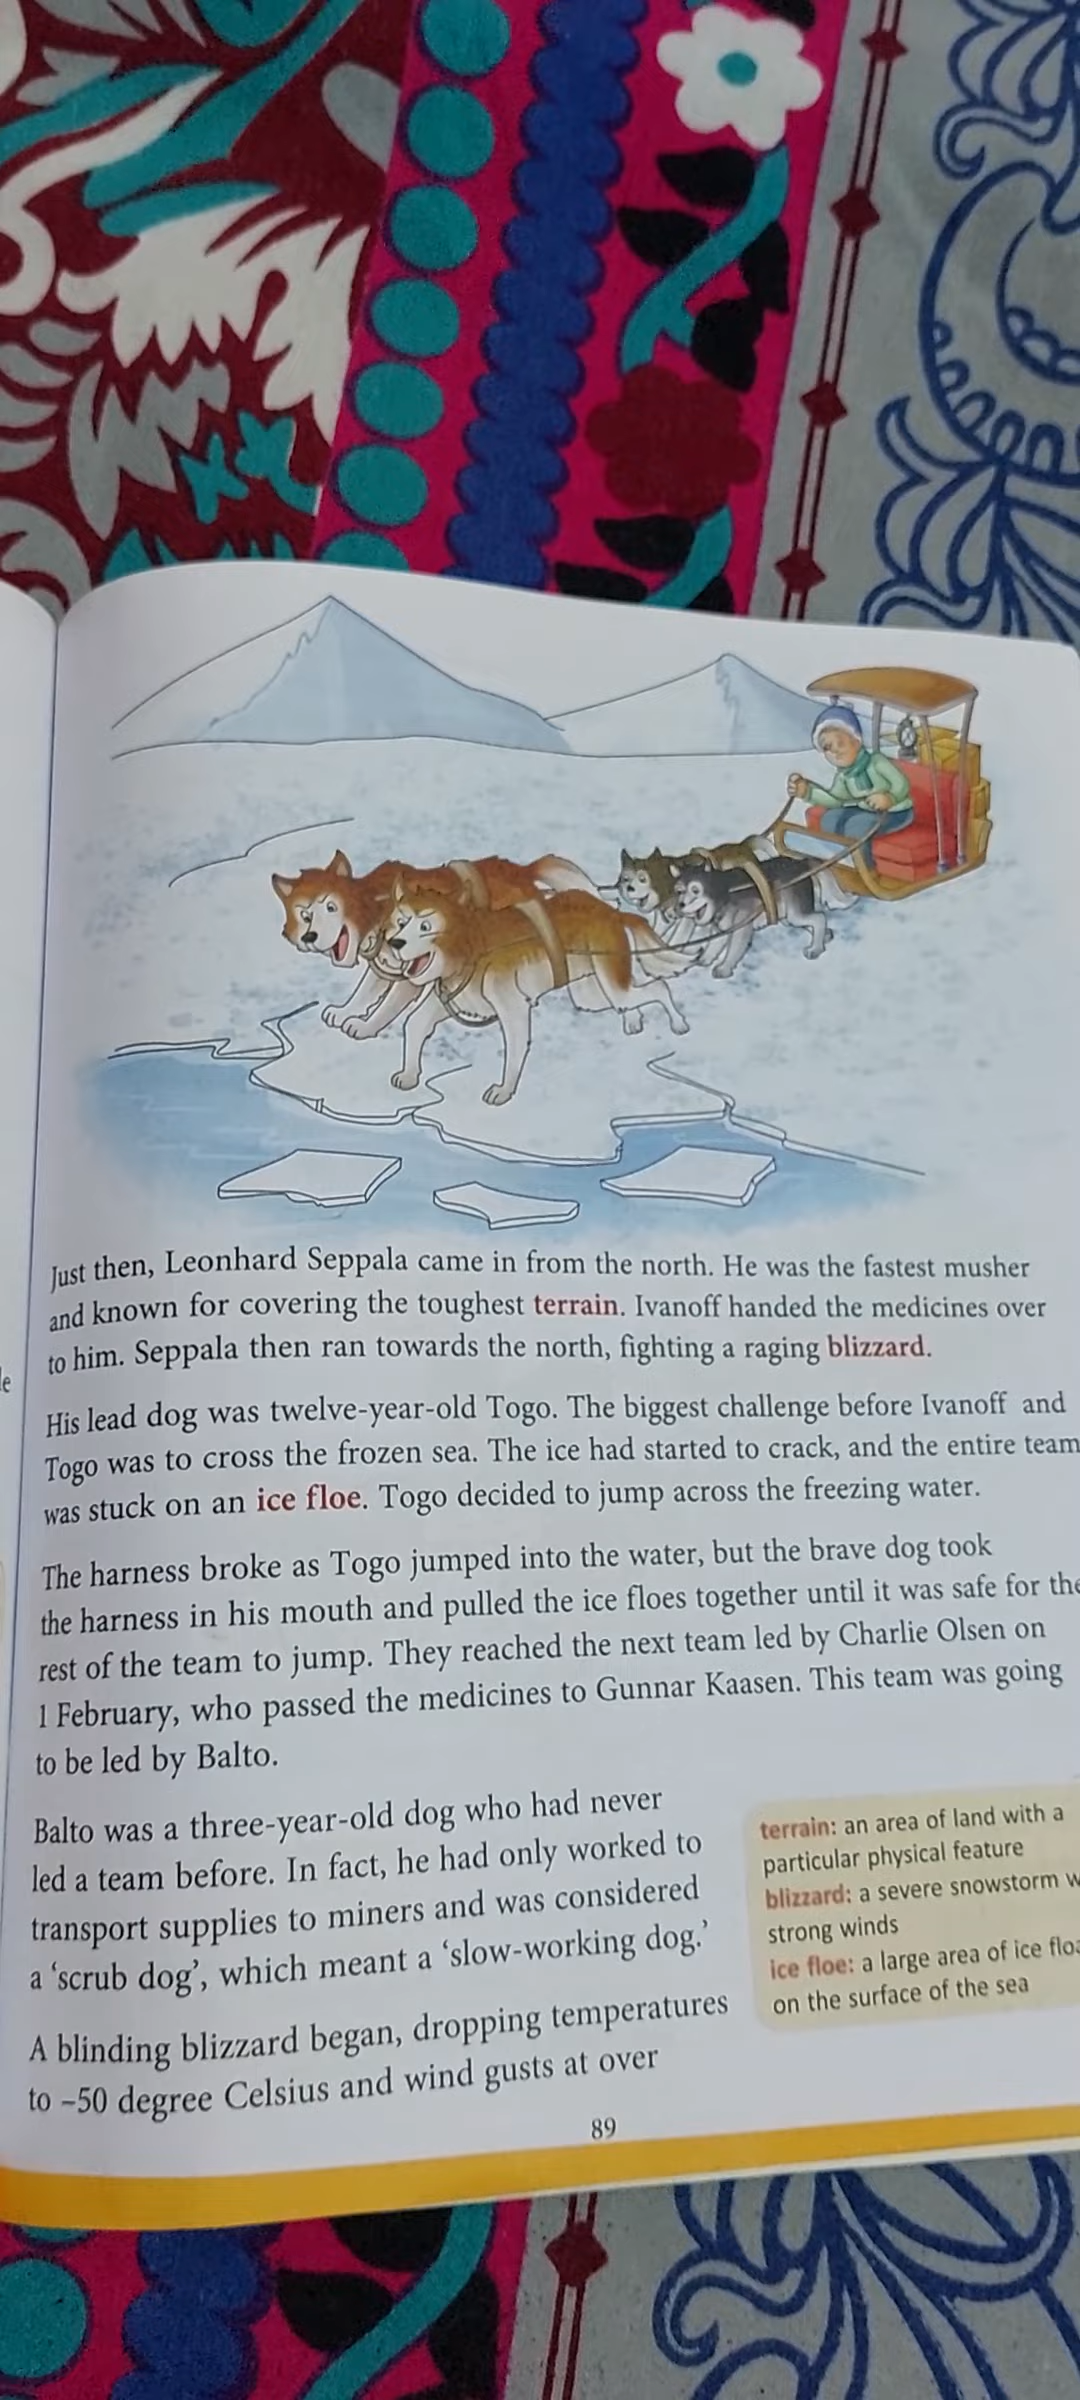 Just then, Leonhard Seppala came in from the north. He was the fastest musher
and known for covering the toughest terrain. Ivanoff handed the medicines over
to him. Seppala then ran towards the north, fighting a raging blizzard.
His lead dog was twelve-year-old Togo. The biggest challenge before Ivanoff and
Togo was to cross the frozen sea. The ice had started to crack, and the entire team
was stuck on an ice floe. Togo decided to jump across the freezing water.
The harness broke as Togo jumped into the water, but the brave dog took
the harness in his mouth and pulled the ice floes together until it was safe for the
rest of the team to jump. They reached the next team led by Charlie Olsen on
1 February, who passed the medicines to Gunnar Kaasen. This team was going
to be led by Balto.
Balto was a three-year-old dog who had never
led a team before. In fact, he had only worked to
transport supplies to miners and was considered
a ‘scrub dog’, which meant a ‘slow-working dog.’
A blinding blizzard began, dropping temperatures
to –50 degree Celsius and wind gusts at over
terrain: an area of land with a
particular physical feature
blizzard: a severe snowstorm
strong winds
ice floe: a large area of ice
on the surface of the sea
89